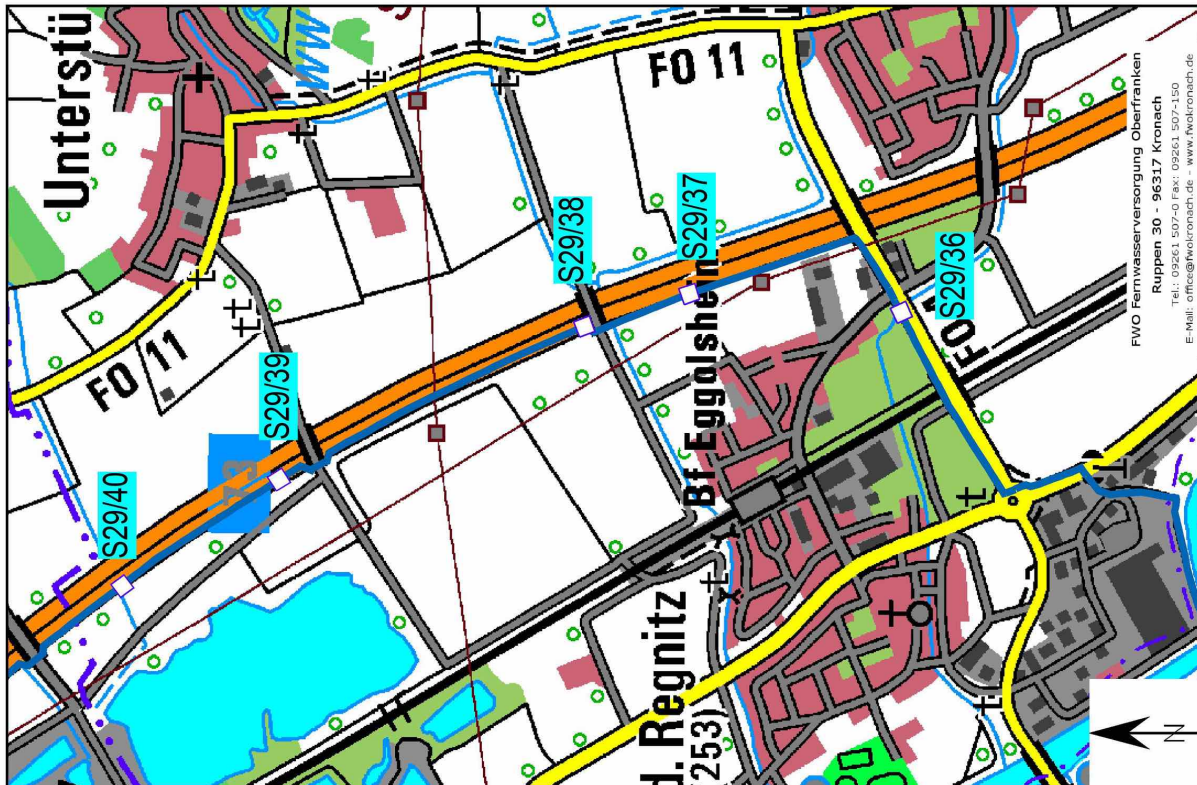 Unterstü
FO 11
FO 11
S29/38
S29/37
S29/39
S29/40
S29/36
Bf Eggolsheim
FO
d. Regnitz
253)
FWO Fernwasserversorgung Oberfranken
Ruppen 30 - 96317 Kronach
Tel.: 09261 507-0 Fax: 09261 507-150
E-Mail: office@fwokronach.de - www.fwokronach.de
N